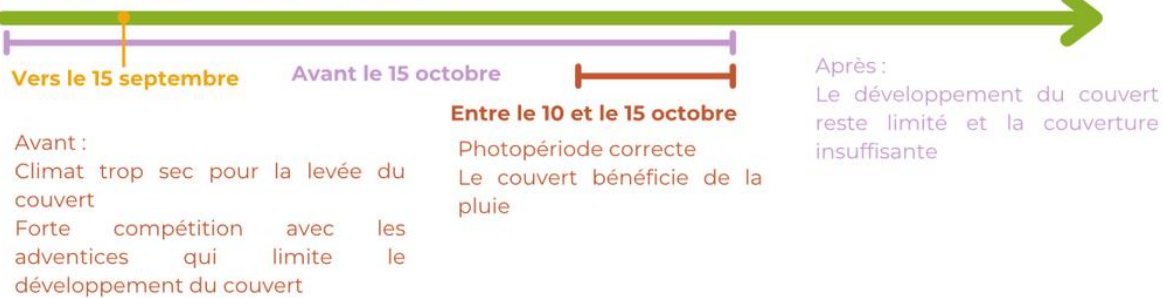 Vers le 15 septembre
Avant le 15 octobre
Entre le 10 et le 15 octobre
Avant :
Climat trop sec pour la levée du
couvert
Forte compétition avec les
adventices qui limite le
développement du couvert
Photopériode correcte
Le couvert bénéficie de la
pluie
Après :
Le développement du couvert
reste limité et la couverture
insuffisante